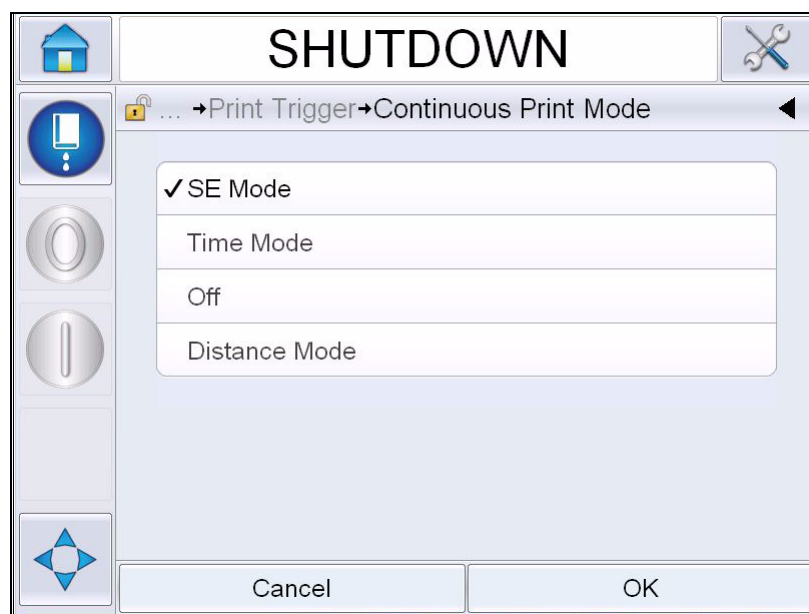 SHUTDOWN
... →Print Trigger→Continuous Print Mode
✓ SE Mode
Time Mode
Off
Distance Mode
Cancel OK